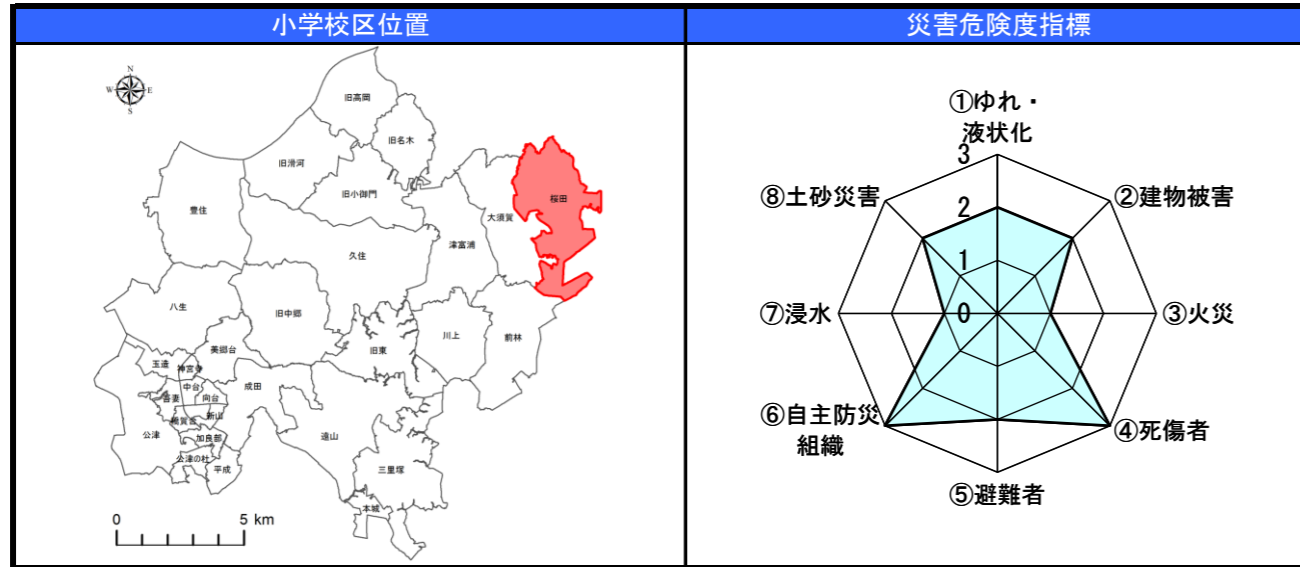 小学校区位置
災害危険度指標
N
W
E
S
旧高岡
旧名木
旧滑河
旧小御門
豊住
桜田
大須賀
津富浦
久住
八生
旧中郷
旧東
川上
前林
美郷台
玉造
神宮寺
成田
中台
吾妻
向台
新山
橋賀台
公津
加良部
遠山
公津の杜
平成
三里塚
本城
0
5 km
①ゆれ・
液状化
3
2
1
0
②建物被害
③火災
④死傷者
⑤避難者
⑥自主防災
組織
⑦浸水
⑧土砂災害